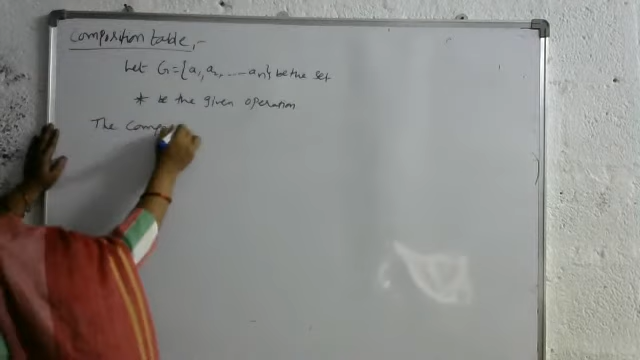 Composition table:-
Let G={a1, a2, ---- an} be the set
* be the given operation
The Comp